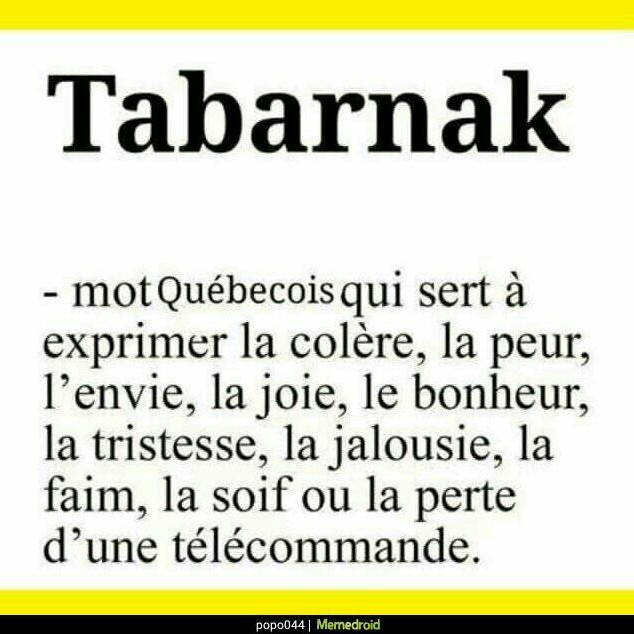 Tabarnak
- mot Québecois qui sert à
exprimer la colère, la peur,
l’envie, la joie, le bonheur,
la tristesse, la jalousie, la
faim, la soif ou la perte
d’une télécommande.
popo044 | Memedroid